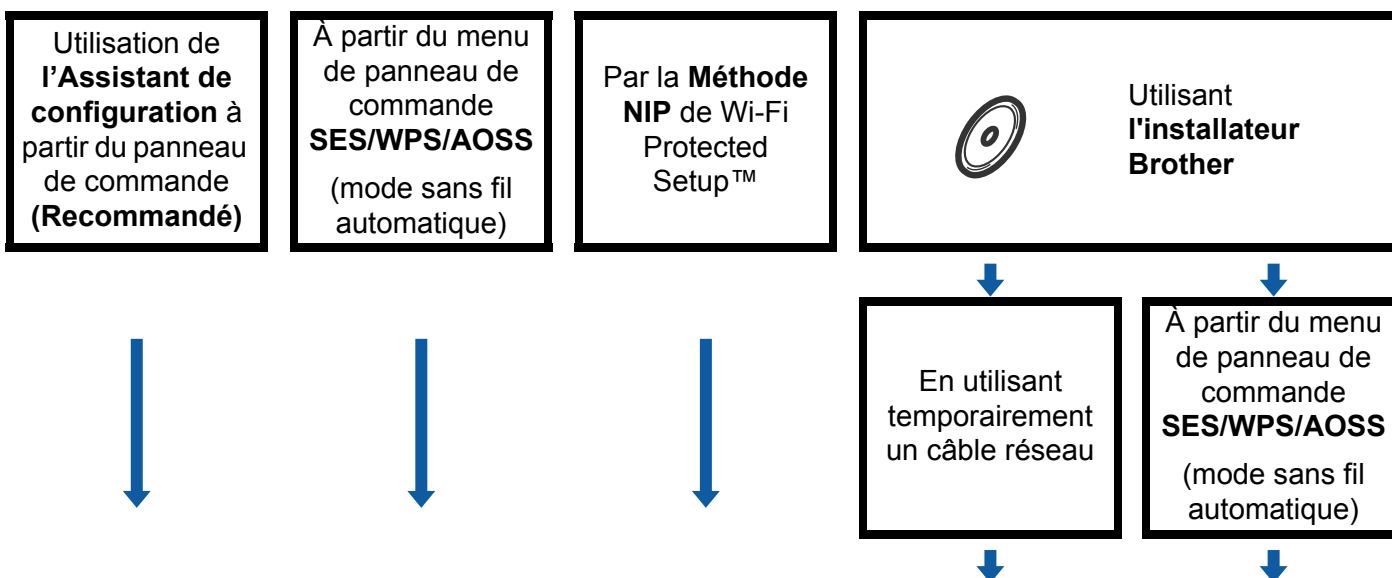 Utilisation de
l’Assistant de
configuration à
partir du panneau
de commande
(Recommandé)
À partir du menu
de panneau de
commande
SES/WPS/AOSS
(mode sans fil
automatique)
Par la Méthode
NIP de Wi-Fi
Protected
Setup™
Utilisant
l'installateur
Brother
En utilisant
temporairement
un câble réseau
À partir du menu
de panneau de
commande
SES/WPS/AOSS
(mode sans fil
automatique)